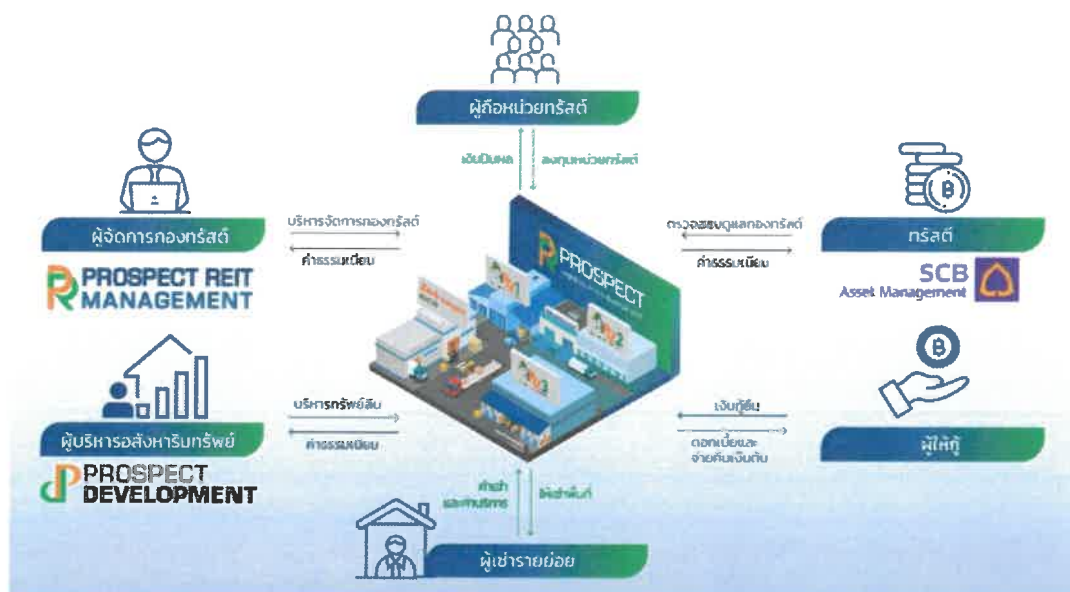 ผู้ถือหน่วยทรัสต์
เงินปันผล
ลงทุนหน่วยทรัสต์
ผู้จัดการกองทรัสต์
PROSPECT REIT
MANAGEMENT
บริหารจัดการกองทรัสต์
ค่าธรรมเนียม
PROSPECT
ตรวจสอบดูแลกองทรัสต์
ค่าธรรมเนียม
ทรัสตี
SCB
Asset Management
ผู้บริหารอสังหาริมทรัพย์
PROSPECT
DEVELOPMENT
บริหารทรัพย์สิน
ค่าธรรมเนียม
เงินกู้ยืม
ดอกเบี้ยและ
จ่ายคืนเงินต้น
ผู้ให้กู้
ค่าเช่า
และค่าบริการ
ให้เช่าพื้นที่
ผู้เช่ารายย่อย